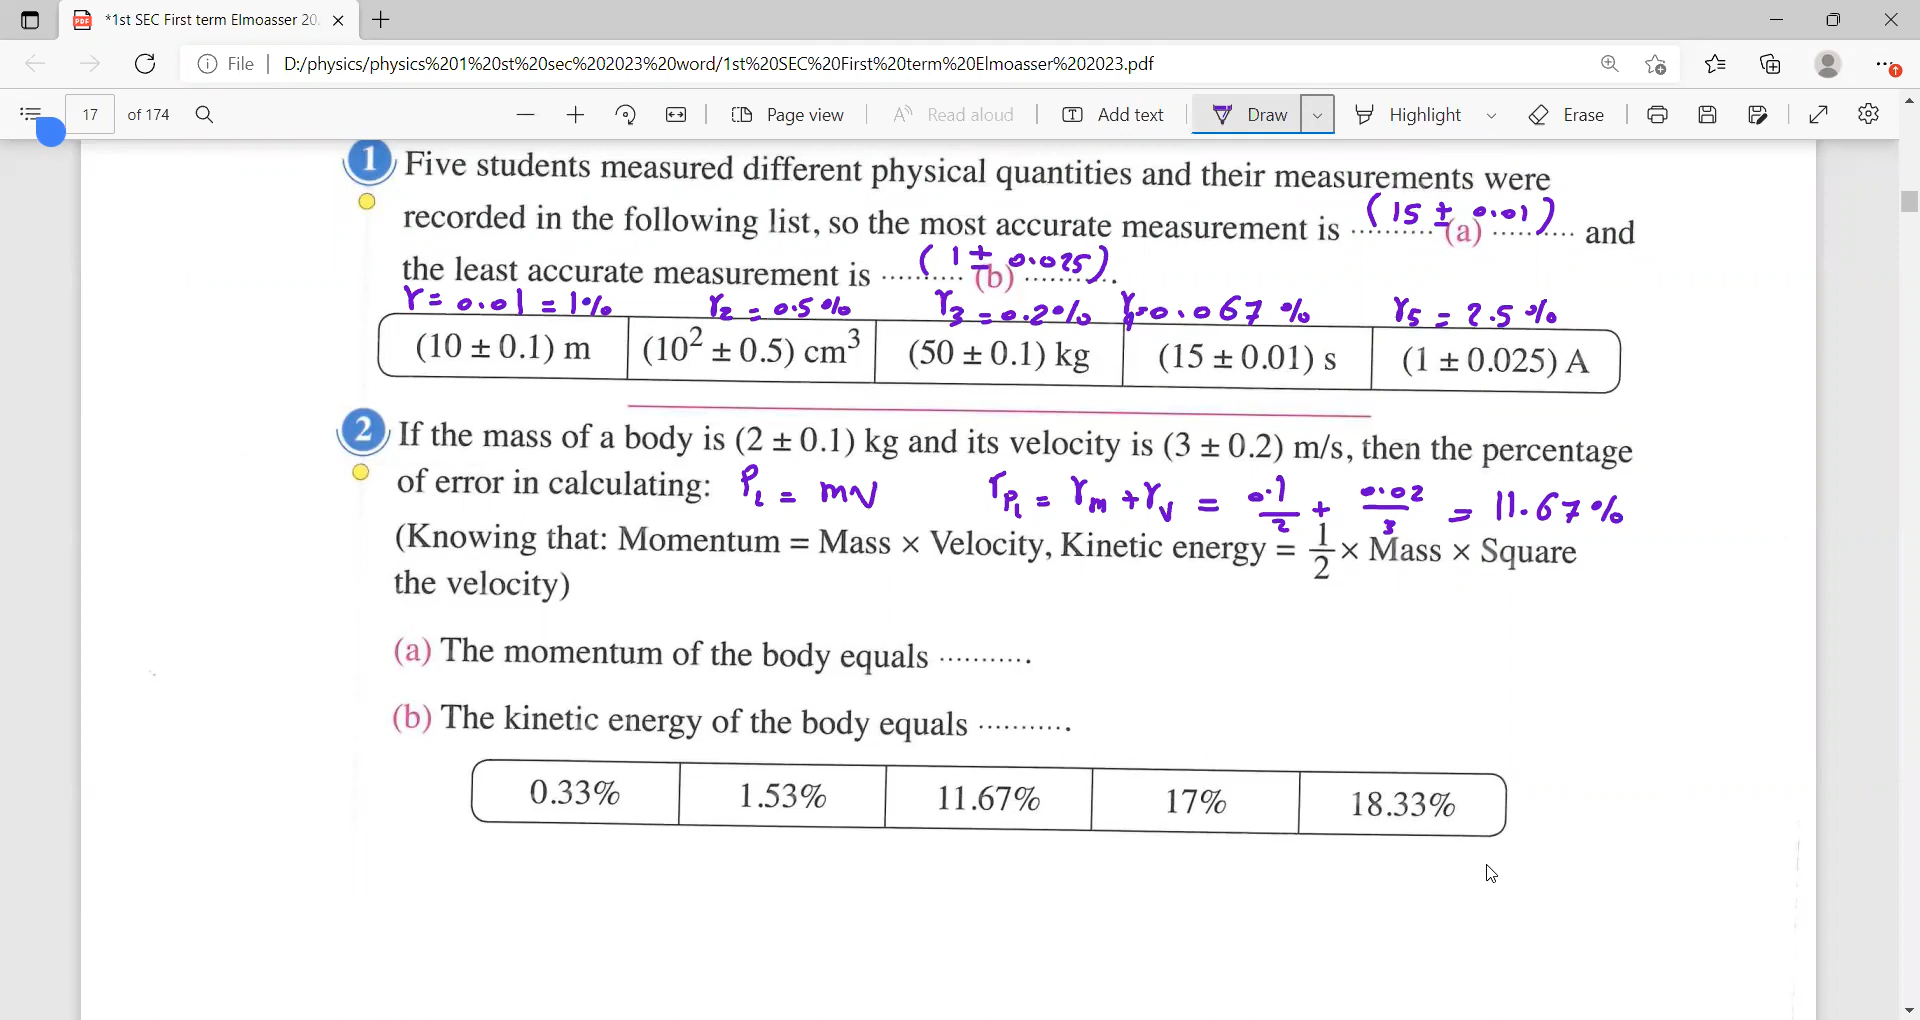 *1st SEC First term Elmoasser 20
File | D:/physics/physics%201%20st%20sec%202023%20word/1st%20SEC%20First%20term%20Elmoasser%202023.pdf
17 of 174 Page view Read aloud Add text Draw Highlight Erase
1 Five students measured different physical quantities and their measurements were
recorded in the following list, so the most accurate measurement is ..........(a).......... and
(15 ± 0.01)
the least accurate measurement is ..........(b)...........
(1 ± 0.025)
r = 0.01 = 1% r2 = 0.5% r3 = 0.2% r4=0.067% r5 = 2.5%
(10 ± 0.1) m (10² ± 0.5) cm³ (50 ± 0.1) kg (15 ± 0.01) s (1 ± 0.025) A
2 If the mass of a body is (2 ± 0.1) kg and its velocity is (3 ± 0.2) m/s, then the percentage
of error in calculating: PL = mv rPL = rm + rv = 0.1/2 + 0.02/3 = 11.67%
(Knowing that: Momentum = Mass × Velocity, Kinetic energy = 1/2 × Mass × Square
the velocity)
(a) The momentum of the body equals ...........
(b) The kinetic energy of the body equals ...........
0.33% 1.53% 11.67% 17% 18.33%